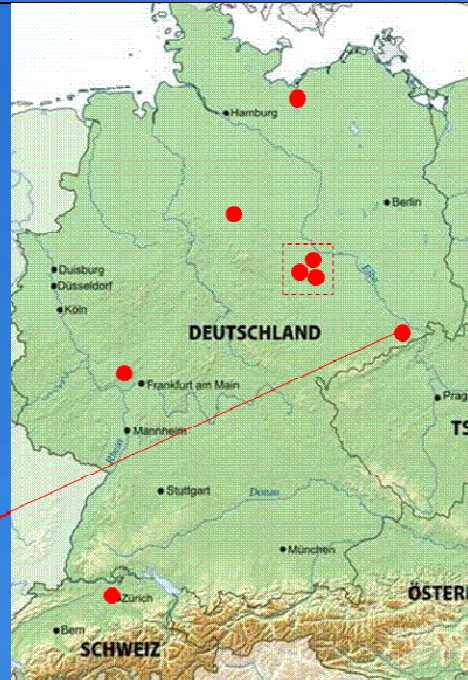 Hamburg
Berlin
Duisburg
Düsseldorf
Köln
Elbe
DEUTSCHLAND
Frankfurt am Main
Prag
TS
Mannheim
Rhein
Stuttgart
Donau
München
Zürich
ÖSTERR
Bern
SCHWEIZ